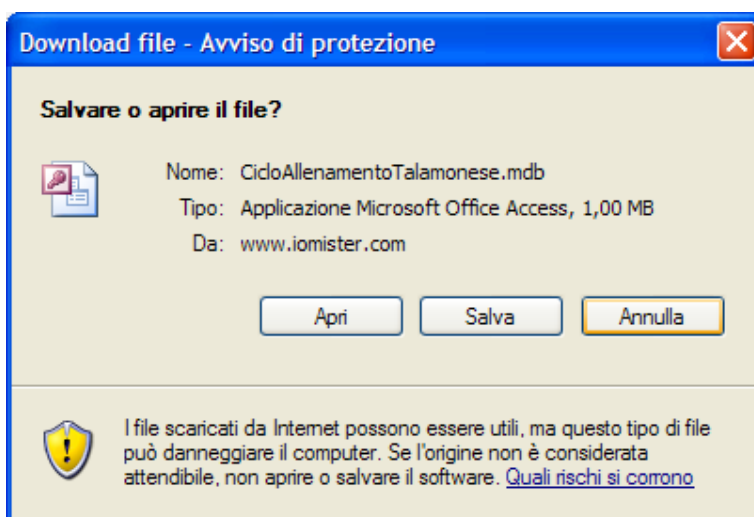 Download file - Avviso di protezione
Salvare o aprire il file?
Nome: CicloAllenamentoTalamonese.mdb
Tipo: Applicazione Microsoft Office Access, 1,00 MB
Da: www.iomister.com
Apri Salva Annulla
I file scaricati da Internet possono essere utili, ma questo tipo di file
può danneggiare il computer. Se l'origine non è considerata
attendibile, non aprire o salvare il software. Quali rischi si corrono